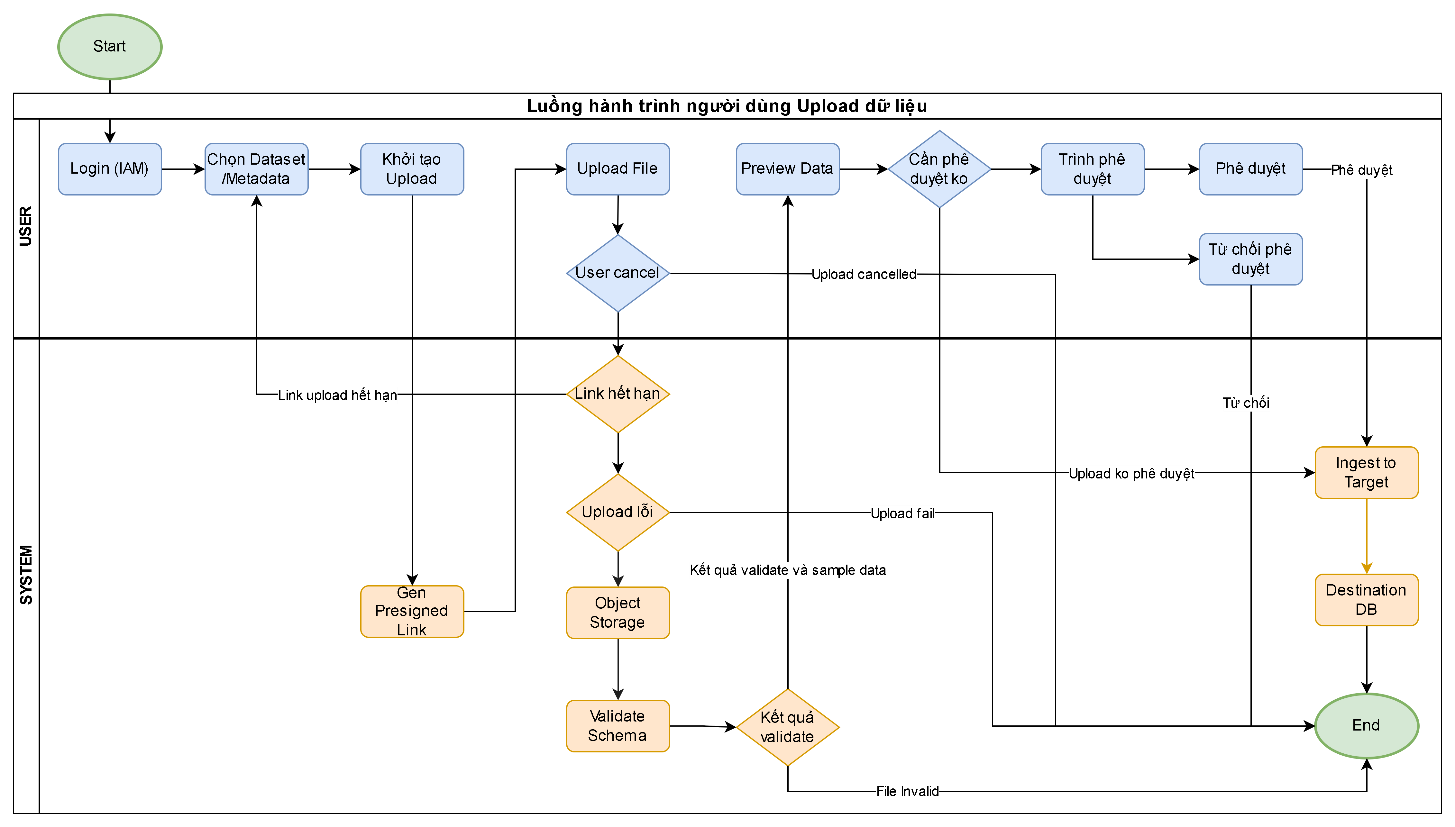 Start
Luồng hành trình người dùng Upload dữ liệu
USER
Login (IAM)
Chọn Dataset
/Metadata
Khởi tạo
Upload
Upload File
Preview Data
Cần phê
duyệt ko
Trình phê
duyệt
Phê duyệt
Phê duyệt
User cancel
Upload cancelled
Từ chối phê
duyệt
SYSTEM
Link upload hết hạn
Link hết hạn
Từ chối
Upload ko phê duyệt
Ingest to
Target
Upload lỗi
Upload fail
Kết quả validate và sample data
Gen
Presigned
Link
Object
Storage
Destination
DB
Validate
Schema
Kết quả
validate
End
File Invalid